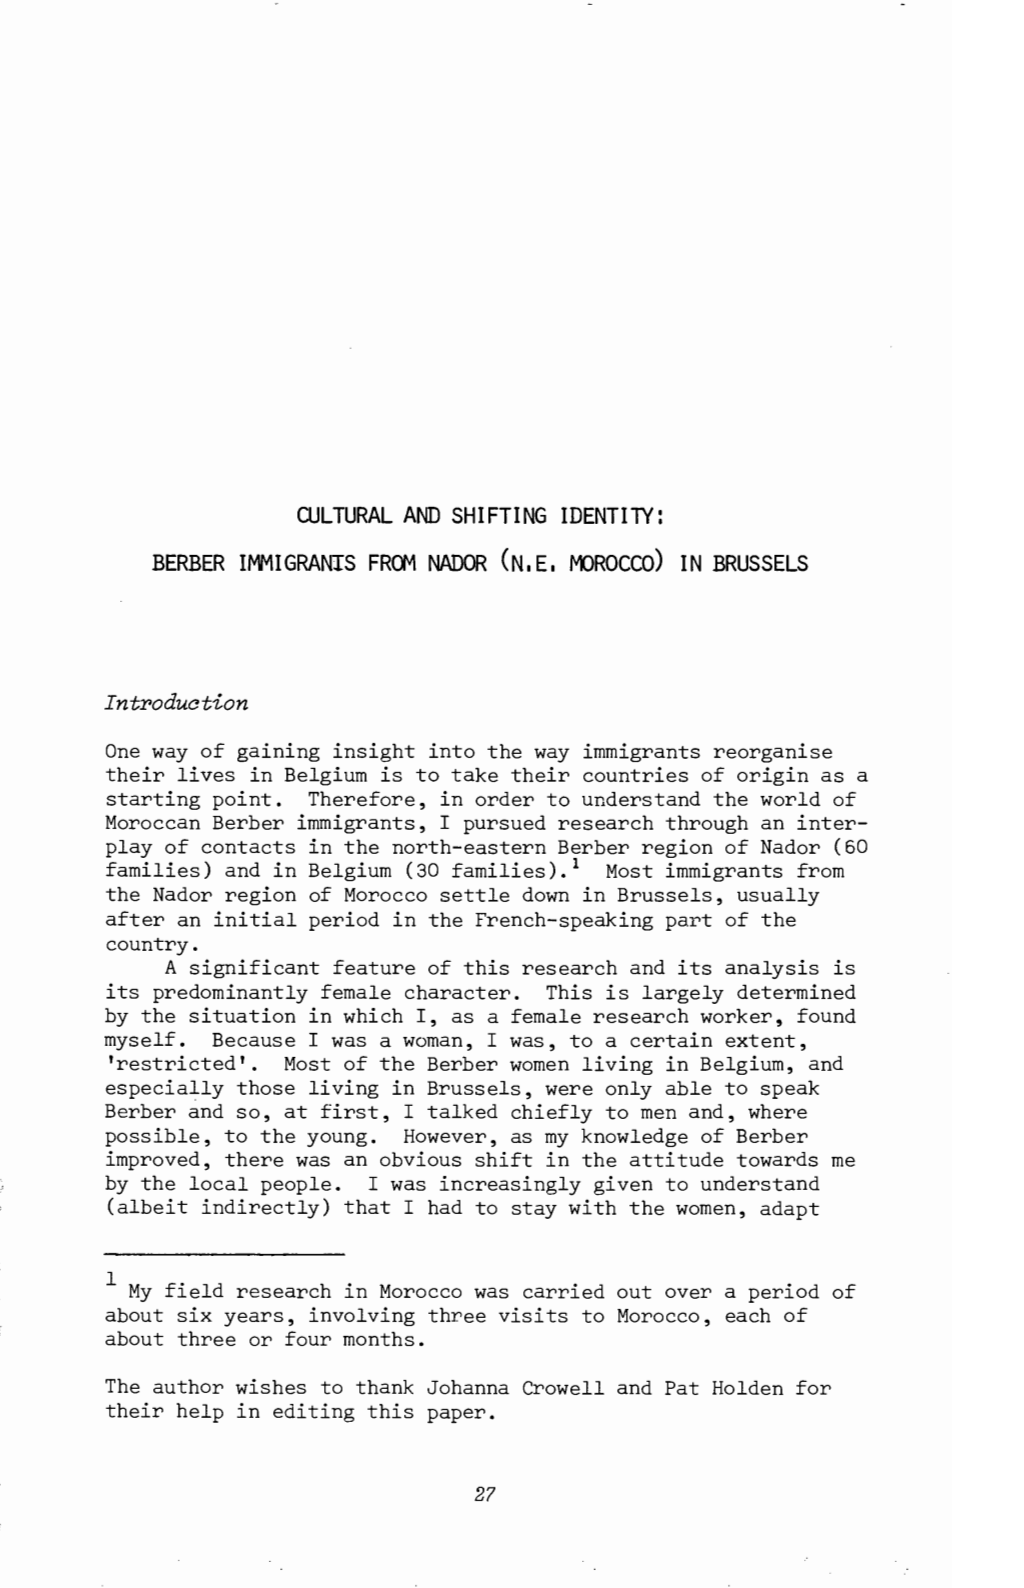 CULTURAL AND SHIFTING IDENTITY:
BERBER IMMIGRANTS FROM NADOR (N.E. MOROCCO) IN BRUSSELS
Introduction
One way of gaining insight into the way immigrants reorganise
their lives in Belgium is to take their countries of origin as a
starting point. Therefore, in order to understand the world of
Moroccan Berber immigrants, I pursued research through an inter-
play of contacts in the north-eastern Berber region of Nador (60
families) and in Belgium (30 families).¹ Most immigrants from
the Nador region of Morocco settle down in Brussels, usually
after an initial period in the French-speaking part of the
country.
A significant feature of this research and its analysis is
its predominantly female character. This is largely determined
by the situation in which I, as a female research worker, found
myself. Because I was a woman, I was, to a certain extent,
'restricted'. Most of the Berber women living in Belgium, and
especially those living in Brussels, were only able to speak
Berber and so, at first, I talked chiefly to men and, where
possible, to the young. However, as my knowledge of Berber
improved, there was an obvious shift in the attitude towards me
by the local people. I was increasingly given to understand
(albeit indirectly) that I had to stay with the women, adapt
1 My field research in Morocco was carried out over a period of
about six years, involving three visits to Morocco, each of
about three or four months.
The author wishes to thank Johanna Crowell and Pat Holden for
their help in editing this paper.
27